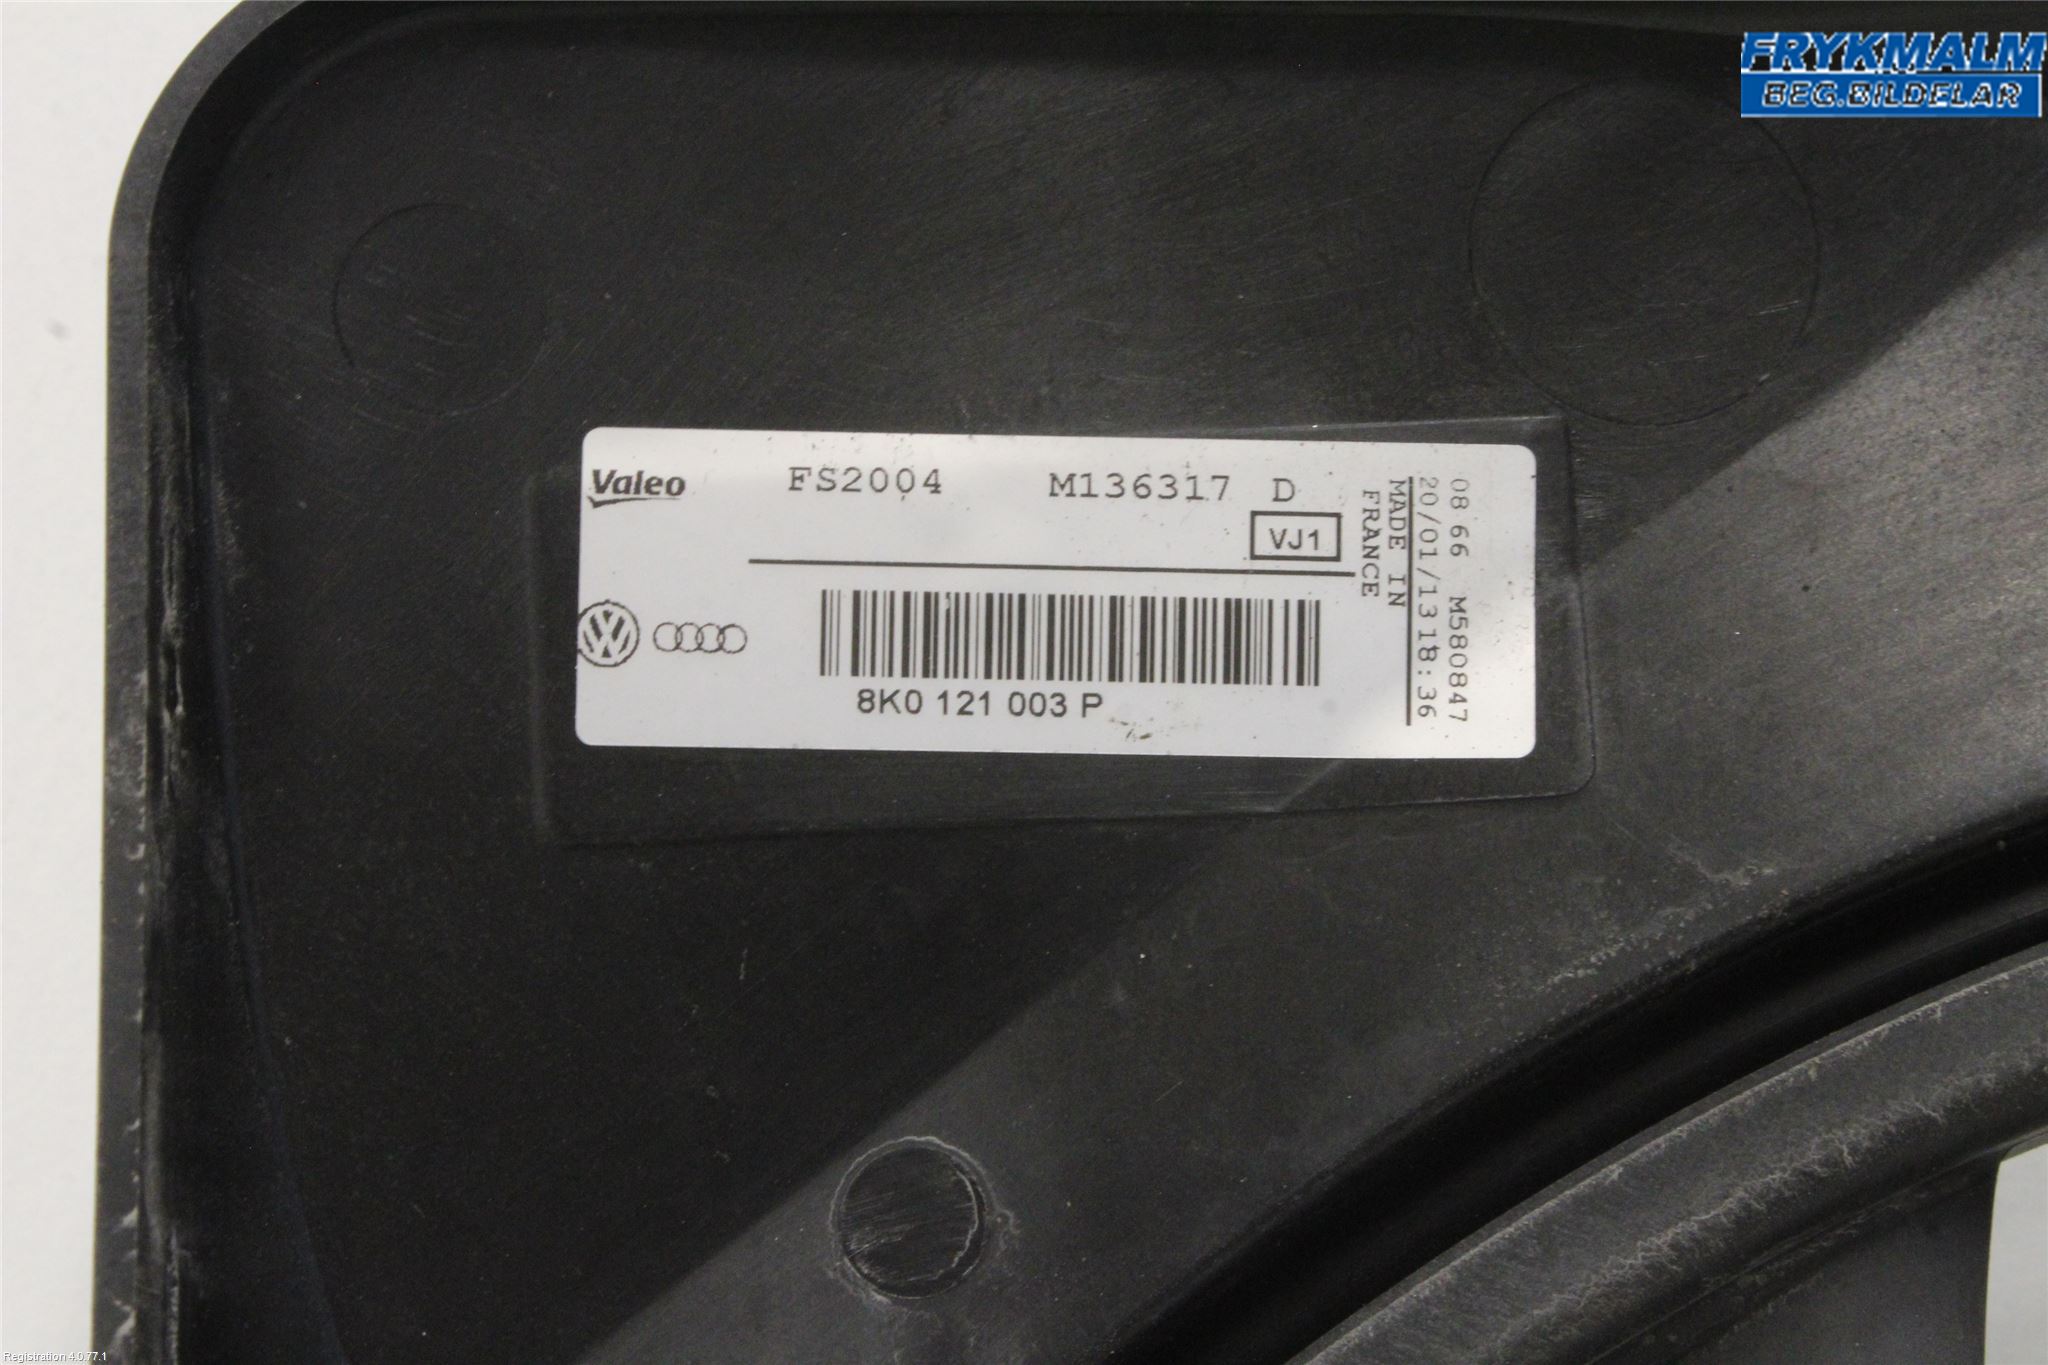 FRYKMALM
BEG.BILDELAR
Valeo FS2004 M136317 D
VJ1
MADE IN
FRANCE
08 66 M580847
20/01/13 18:36
8K0 121 003 P
Registration 4.0.77.1